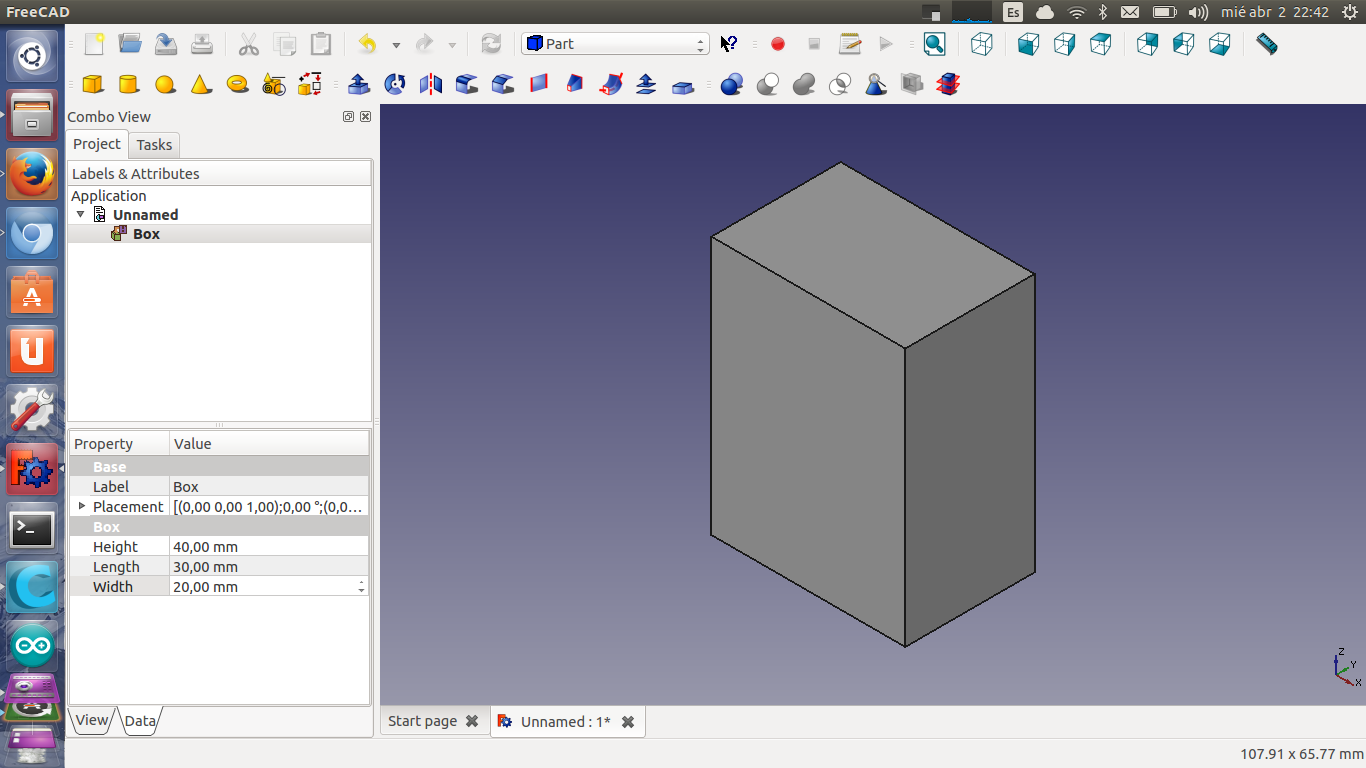 FreeCAD
Es
mié abr 2 22:42
Part
Combo View
Project
Tasks
Labels & Attributes
Application
Unnamed
Box
Property Value
Base
Label Box
Placement [(0,00 0,00 1,00);0,00 °;(0,0...
Box
Height 40,00 mm
Length 30,00 mm
Width 20,00 mm
Z
Y
X
View
Data
Start page
Unnamed : 1*
107.91 x 65.77 mm